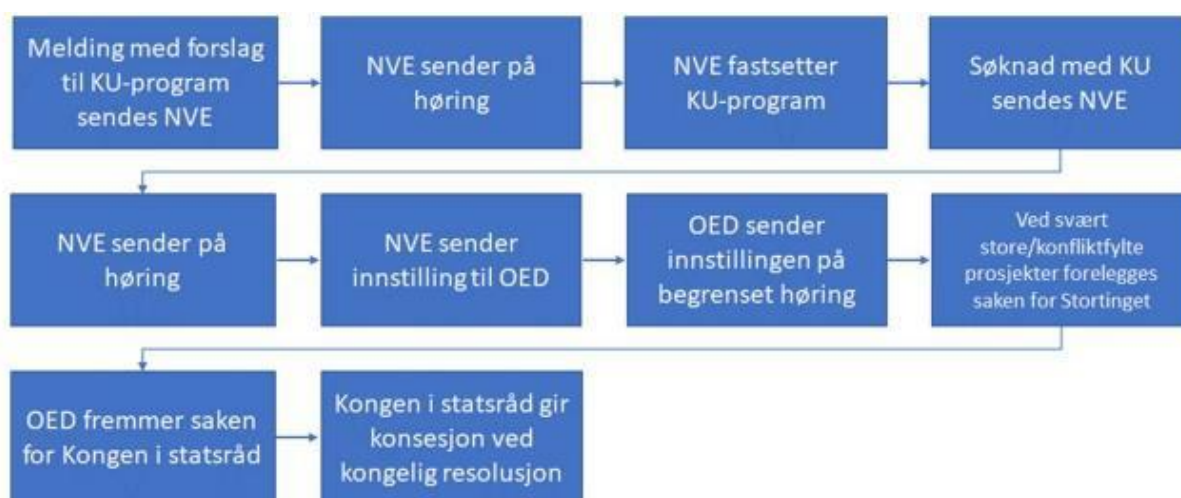 Melding med forslag
til KU-program
sendes NVE
NVE sender på
høring
NVE fastsetter
KU-program
Søknad med KU
sendes NVE
NVE sender på
høring
NVE sender
innstilling til OED
OED sender
innstillingen på
begrenset høring
Ved svært
store/konfliktfylte
prosjekter forelegges
saken for Stortinget
OED fremmer saken
for Kongen i statsråd
Kongen i statsråd gir
konsesjon ved
kongelig resolusjon